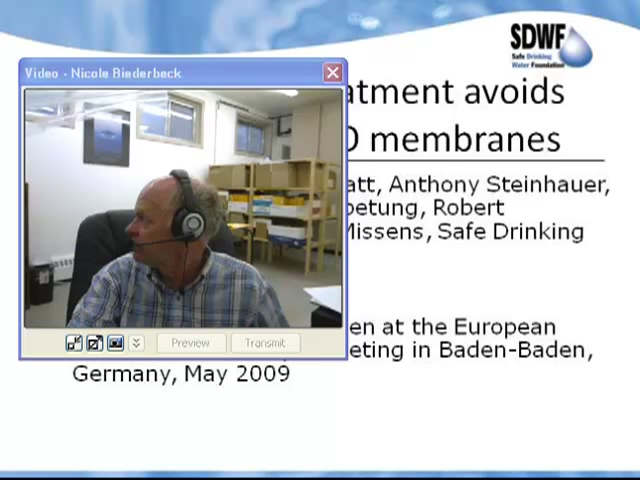 SDWF
Safe Drinking
Water Foundation
Video - Nicole Biederbeck
atment avoids
O membranes
att, Anthony Steinhauer,
betung, Robert
Missens, Safe Drinking
en at the European
eting in Baden-Baden,
Germany, May 2009
Preview
Transmit